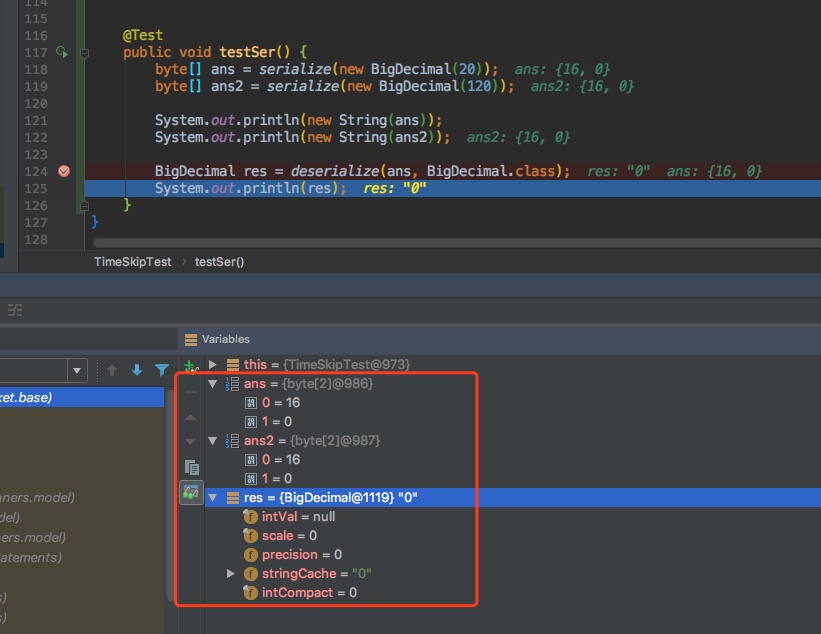 114
115
116 @Test
117 public void testSer() {
118 byte[] ans = serialize(new BigDecimal(20)); ans: {16, 0}
119 byte[] ans2 = serialize(new BigDecimal(120)); ans2: {16, 0}
120
121 System.out.println(new String(ans));
122 System.out.println(new String(ans2)); ans2: {16, 0}
123
124 BigDecimal res = deserialize(ans, BigDecimal.class); res: "0" ans: {16, 0}
125 System.out.println(res); res: "0"
126 }
127 }
128
TimeSkipTest › testSer()
Variables
this = {TimeSkipTest@973}
ans = {byte[2]@986}
ket.base)
0 = 16
1 = 0
ans2 = {byte[2]@987}
0 = 16
1 = 0
ners.model)
res = {BigDecimal@1119} "0"
del)
intVal = null
ers.model)
scale = 0
atements)
precision = 0
stringCache = "0"
intCompact = 0
s)
s)